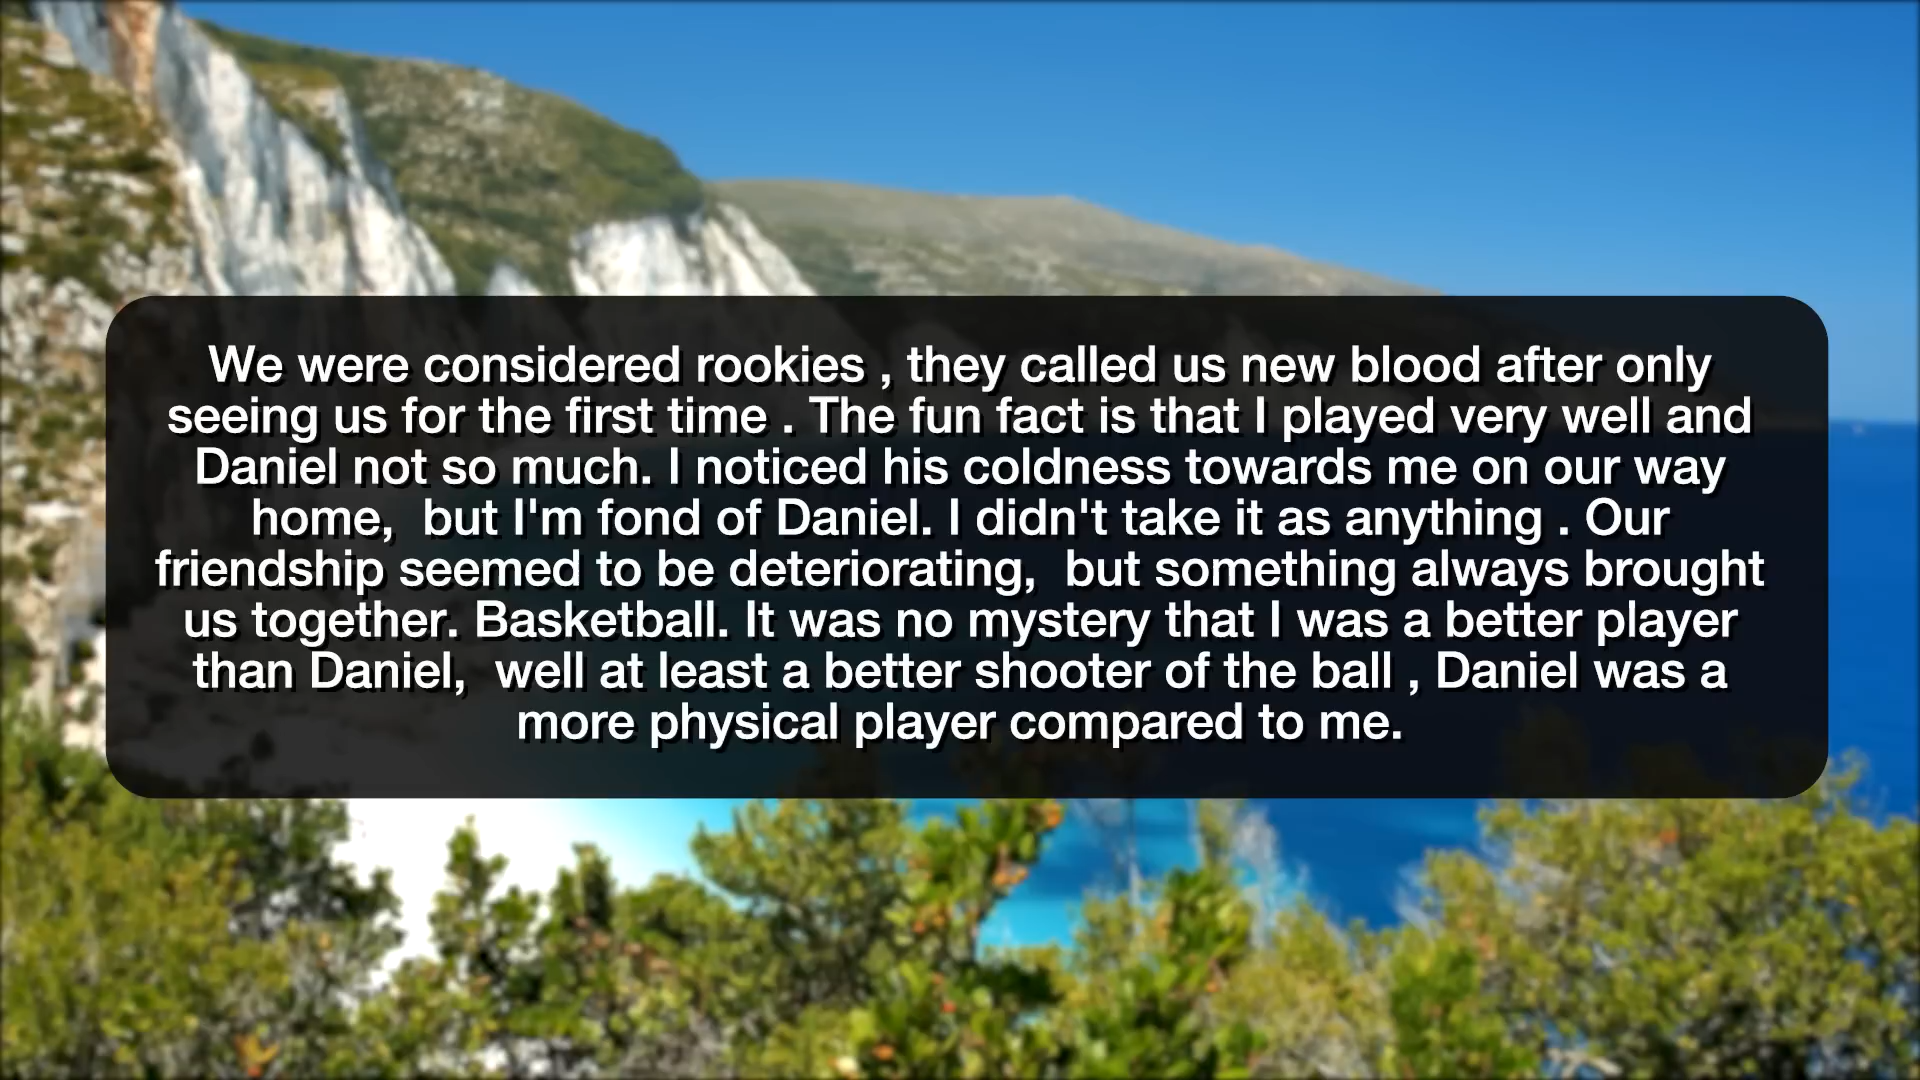 We were considered rookies , they called us new blood after only
seeing us for the first time . The fun fact is that I played very well and
Daniel not so much. I noticed his coldness towards me on our way
home,  but I'm fond of Daniel. I didn't take it as anything . Our
friendship seemed to be deteriorating,  but something always brought
us together. Basketball. It was no mystery that I was a better player
than Daniel,  well at least a better shooter of the ball , Daniel was a
more physical player compared to me.